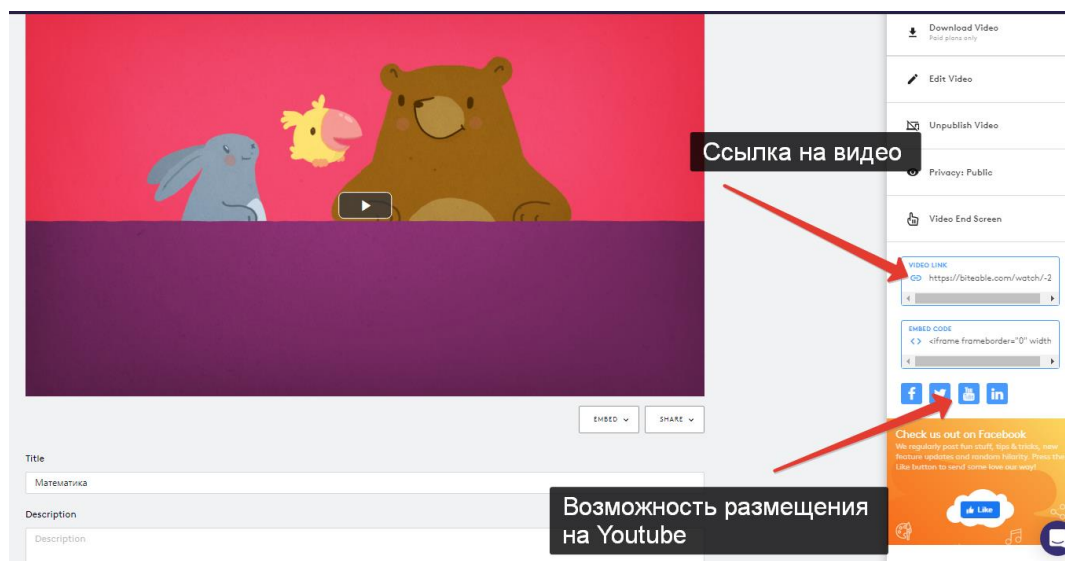 Download Video
Paid plans only
Edit Video
Unpublish Video
Ссылка на видео
Privacy: Public
Video End Screen
VIDEO LINK
https://biteable.com/watch/-2
EMBED CODE
<iframe frameborder="0" width
EMBED
SHARE
Check us out on Facebook
We regularly post fun stuff, tips & tricks, new
feature updates and random hilarity. Press the
Like button to send some love our way!
Like
Title
Математика
Возможность размещения
на Youtube
Description
Description